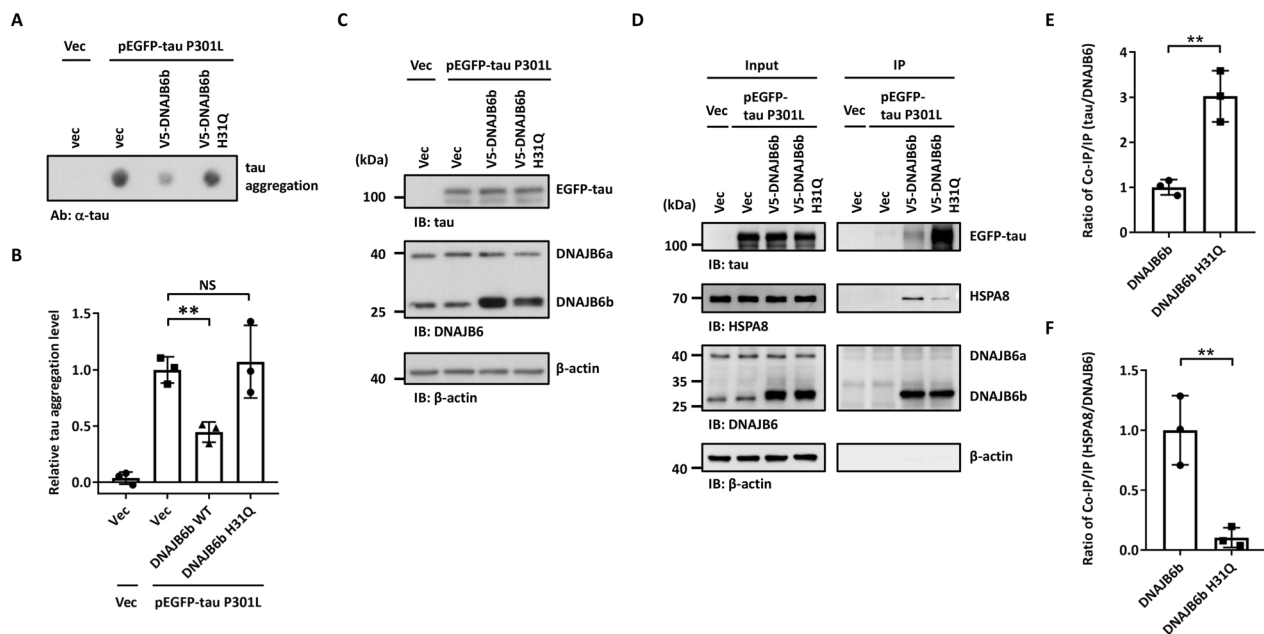 A
Vec
pEGFP-tau P301L
vec
vec
V5-DNAJB6b
V5-DNAJB6b
H31Q
tau
aggregation
Ab: α-tau
B
Relative tau aggregation level
1.5
1.0
0.5
0.0
NS
**
Vec
Vec
DNAJB6b WT
DNAJB6b H31Q
Vec
pEGFP-tau P301L
C
Vec
pEGFP-tau P301L
(kDa)
Vec
Vec
V5-DNAJB6b
V5-DNAJB6b
H31Q
100
EGFP-tau
IB: tau
40
DNAJB6a
25
DNAJB6b
IB: DNAJB6
40
β-actin
IB: β-actin
D
Input
IP
Vec
pEGFP-
tau P301L
Vec
pEGFP-
tau P301L
(kDa)
Vec
Vec
V5-DNAJB6b
V5-DNAJB6b
H31Q
Vec
Vec
V5-DNAJB6b
V5-DNAJB6b
H31Q
100
EGFP-tau
IB: tau
70
HSPA8
IB: HSPA8
40
DNAJB6a
35
25
DNAJB6b
IB: DNAJB6
40
β-actin
IB: β-actin
E
Ratio of Co-IP/IP (tau/DNAJB6)
4
3
2
1
0
**
DNAJB6b
DNAJB6b H31Q
F
Ratio of Co-IP/IP (HSPA8/DNAJB6)
1.5
1.0
0.5
0.0
**
DNAJB6b
DNAJB6b H31Q